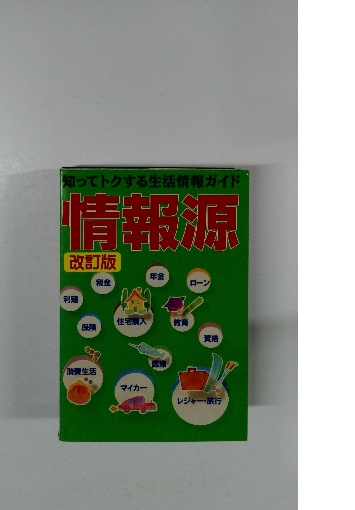 知ってトクする生活情報ガイド
情報源
改訂版
税金
年金
ローン
利殖
住宅購入
教育
保険
資格
医療
消費生活
マイカー
レジャー・旅行